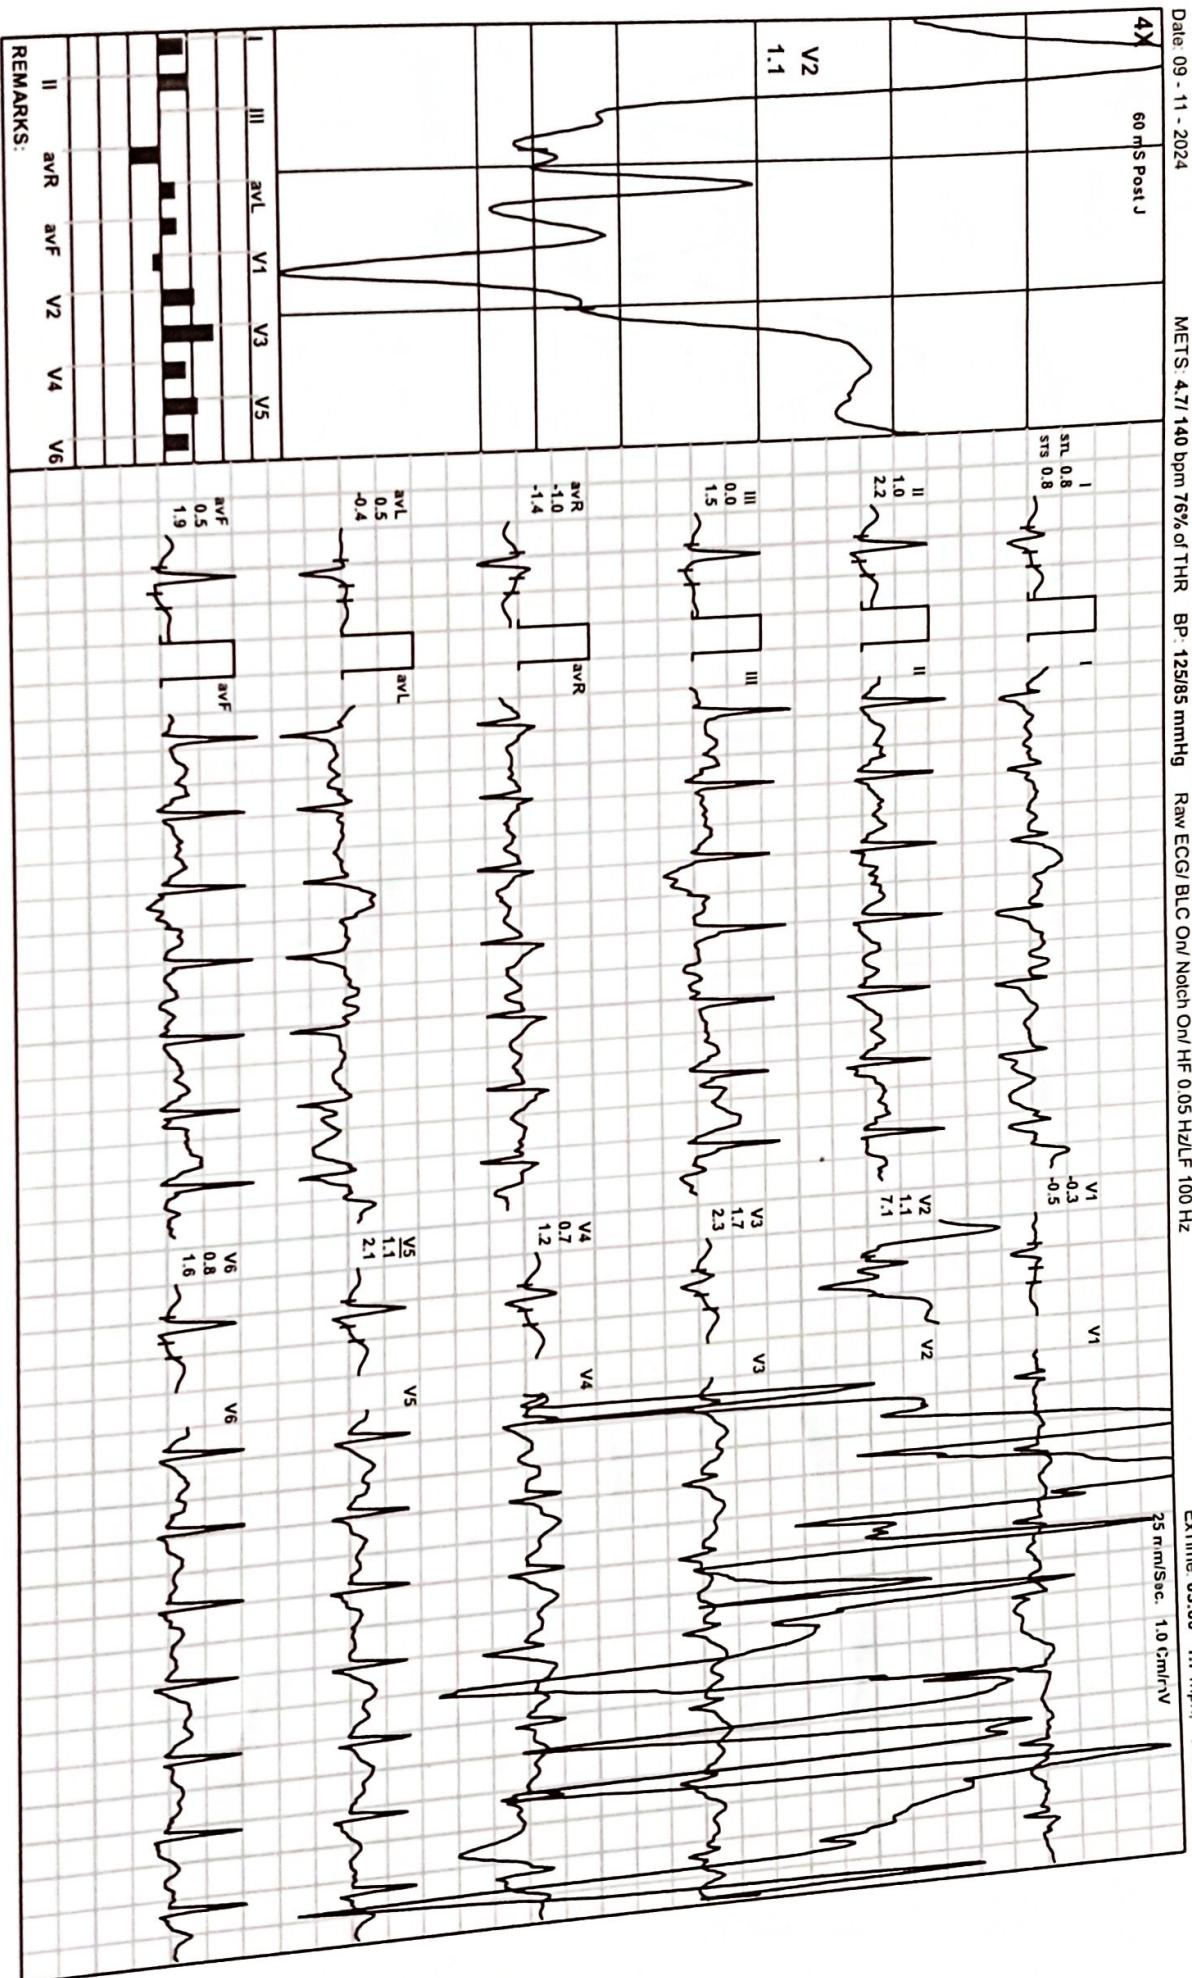 Date: 09 - 11 - 2024
METS: 4.7/ 140 bpm 76% of THR BP: 125/85 mmHg Raw ECG/ BLC On/ Notch On/ HF 0.05 Hz/LF 100 Hz
4X
60 mS Post J
25 mm/Sec. 1.0 Cm/mV
V2
1.1
I
STL 0.8
STS 0.8
I
V1
-0.3
-0.5
V1
II
1.0
2.2
II
V2
1.1
7.1
V2
III
0.0
1.5
III
V3
1.7
2.3
V3
avR
-1.0
-1.4
avR
V4
0.7
1.2
V4
avL
0.5
-0.4
avL
V5
1.1
2.1
V5
avF
0.5
1.9
avF
V6
0.8
1.6
V6
I III avL V1 V3 V5
II avR avF V2 V4 V6
REMARKS: